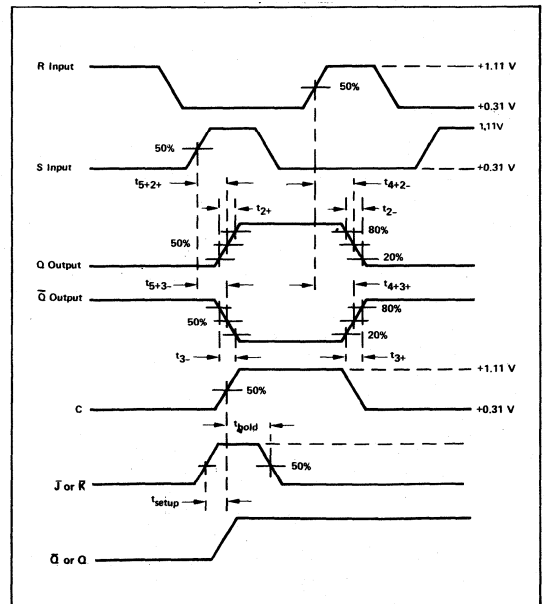 R Input
+1.11 V
50%
+0.31 V
1.11V
50%
S Input
+0.31 V
t5+2+
t4+2-
t2+
t2-
80%
50%
20%
Q Output
t5+3-
t4+3+
Q̃ Output
80%
50%
20%
t3-
t3+
+1.11 V
50%
C
+0.31 V
thold
50%
J̄ or K̄
tsetup
Q̄ or Q